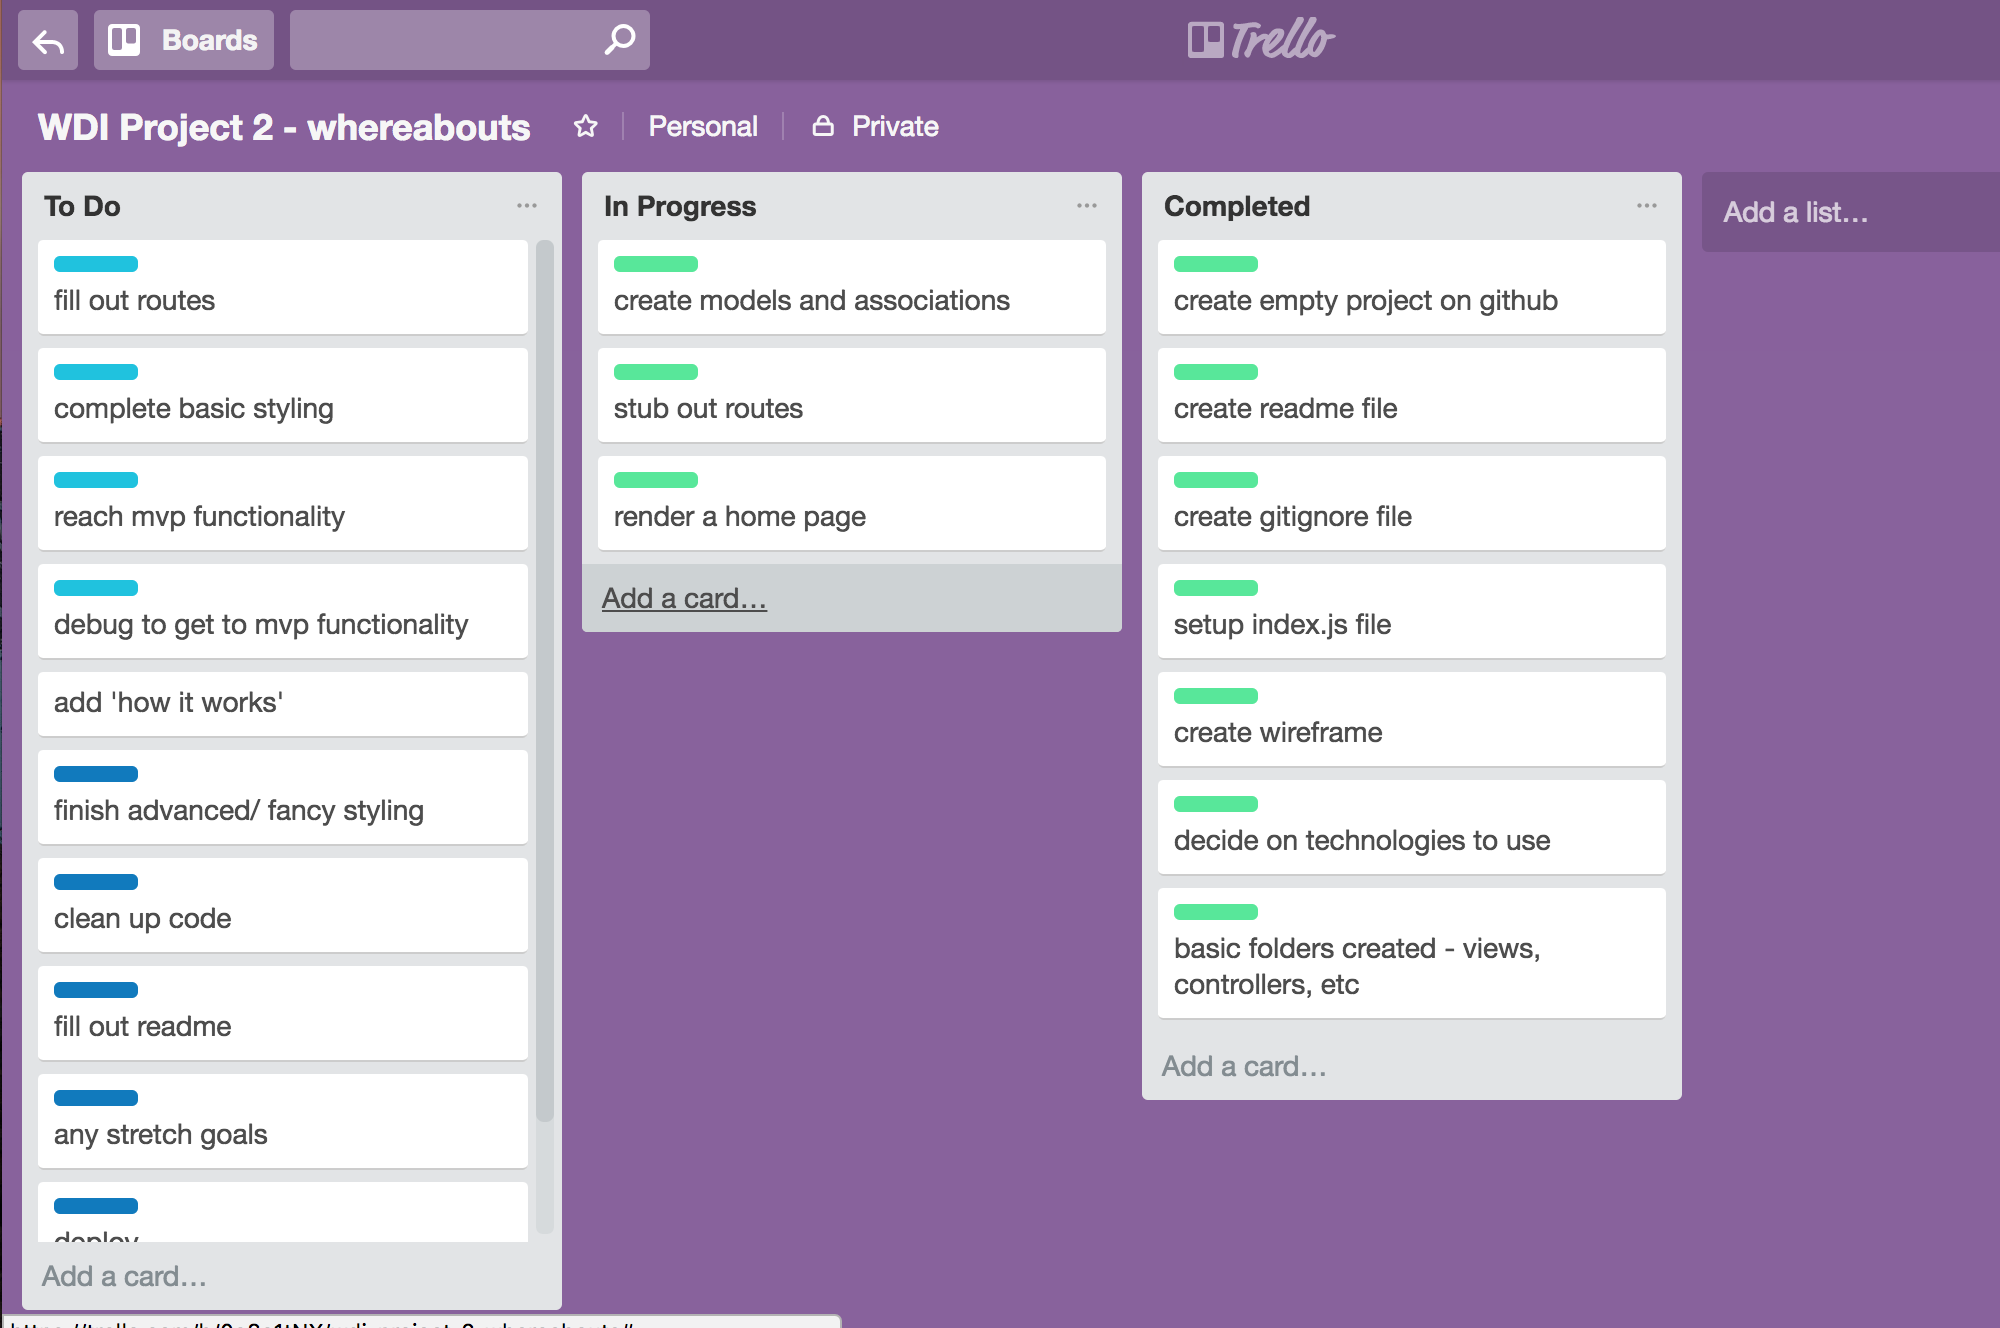 Boards
Trello
WDI Project 2 - whereabouts
Personal
Private
To Do
fill out routes
complete basic styling
reach mvp functionality
debug to get to mvp functionality
add 'how it works'
finish advanced/ fancy styling
clean up code
fill out readme
any stretch goals
deploy
Add a card...
In Progress
create models and associations
stub out routes
render a home page
Add a card...
Completed
create empty project on github
create readme file
create gitignore file
setup index.js file
create wireframe
decide on technologies to use
basic folders created - views,
controllers, etc
Add a card...
Add a list...